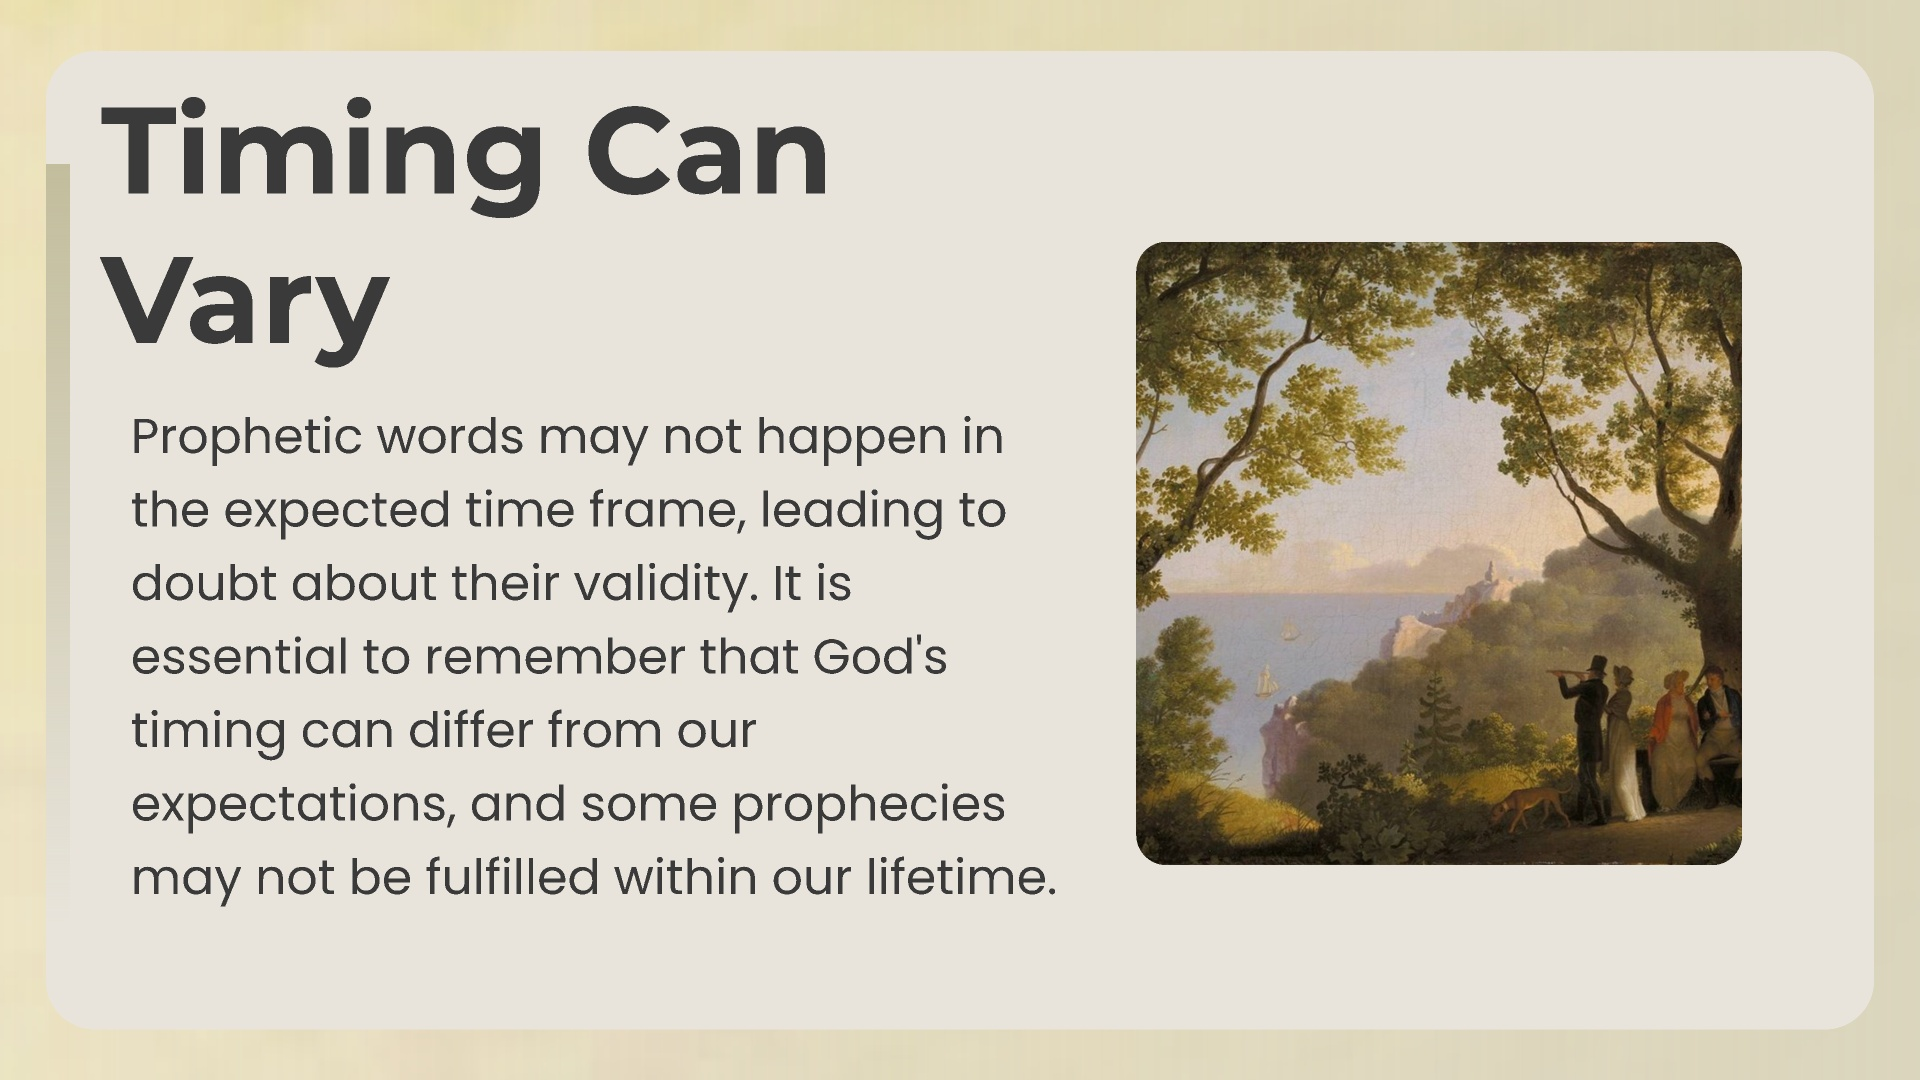 Timing Can
Vary
Prophetic words may not happen in
the expected time frame, leading to
doubt about their validity. It is
essential to remember that God's
timing can differ from our
expectations, and some prophecies
may not be fulfilled within our lifetime.